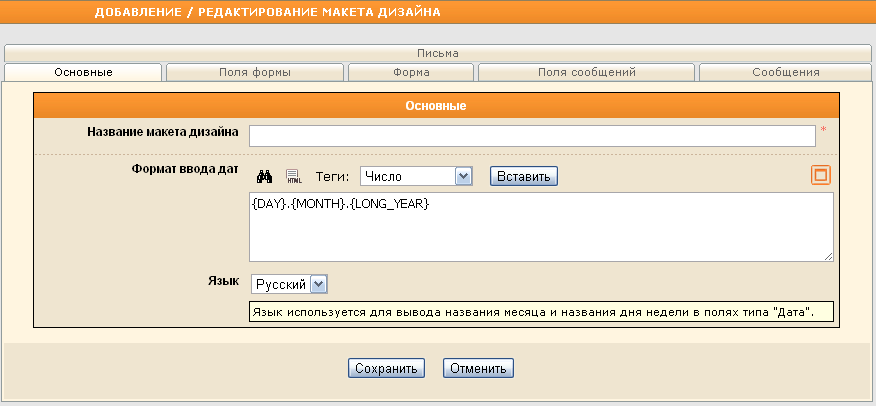 ДОБАВЛЕНИЕ / РЕДАКТИРОВАНИЕ МАКЕТА ДИЗАЙНА
Письма
Основные Поля формы Форма Поля сообщений Сообщения
Основные
Название макета дизайна *
Формат ввода дат HTML Теги: Число Вставить
{DAY}.{MONTH}.{LONG_YEAR}
Язык Русский
Язык используется для вывода названия месяца и названия дня недели в полях типа "Дата".
Сохранить Отменить